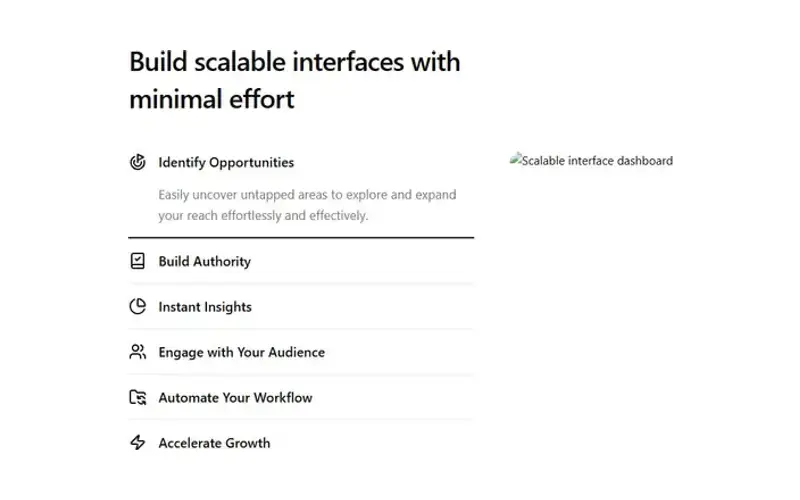 Build scalable interfaces with
minimal effort
Identify Opportunities
Easily uncover untapped areas to explore and expand
your reach effortlessly and effectively.
Build Authority
Instant Insights
Engage with Your Audience
Automate Your Workflow
Accelerate Growth
Scalable interface dashboard